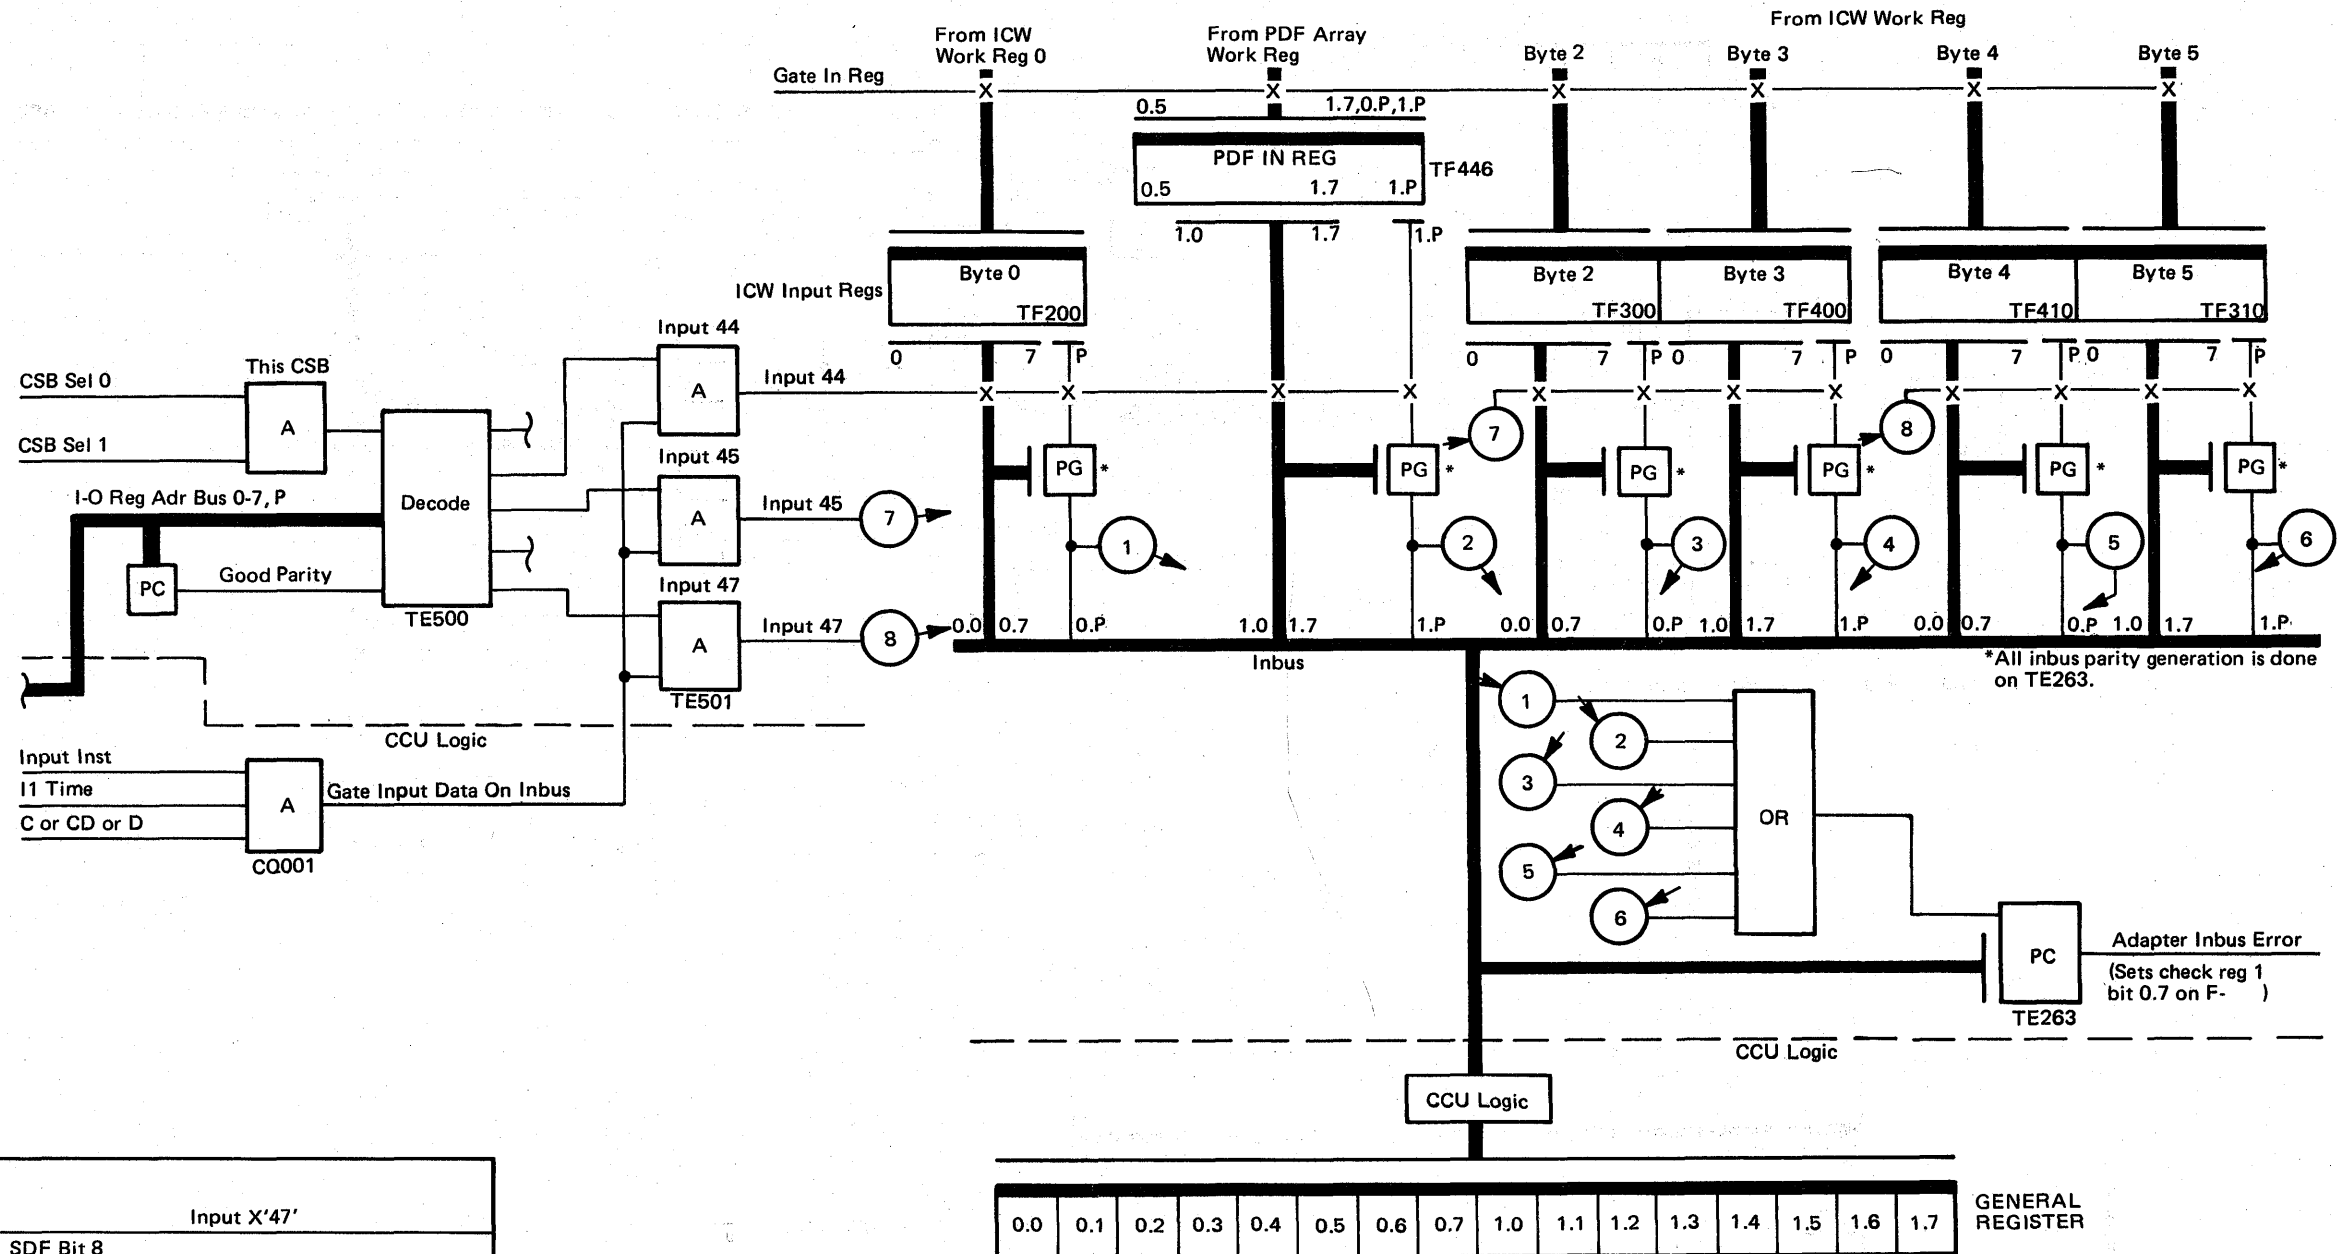 From ICW Work Reg
From ICW
Work Reg 0
From PDF Array
Work Reg
Byte 2
Byte 3
Byte 4
Byte 5
Gate In Reg
X
X
X
X
X
X
0.5
1.7,0.P,1.P
PDF IN REG
TF446
0.5
1.7
1.P
1.0
1.7
1.P
ICW Input Regs
Byte 0
TF200
Byte 2
TF300
Byte 3
TF400
Byte 4
TF410
Byte 5
TF310
0
7
P
0
7
P
0
7
P
0
7
P
0
7
P
Input 44
This CSB
CSB Sel 0
A
CSB Sel 1
A
Input 44
X
X
X
X
X
X
X
X
X
X
X
X
7
8
Input 45
I-O Reg Adr Bus 0-7, P
Decode
A
Input 45
7
PG
*
PG
*
PG
*
PG
*
PG
*
PG
*
1
2
3
4
5
6
PC
Good Parity
TE500
Input 47
A
Input 47
8
TE501
0.0
0.7
0.P
1.0
1.7
1.P
0.0
0.7
0.P
1.0
1.7
1.P
0.0
0.7
0.P
1.0
1.7
1.P
Inbus
*All inbus parity generation is done
on TE263.
CCU Logic
Input Inst
I1 Time
C or CD or D
A
Gate Input Data On Inbus
CQ001
1
2
3
4
5
6
OR
PC
Adapter Inbus Error
(Sets check reg 1
bit 0.7 on F- )
TE263
CCU Logic
CCU Logic
Input X'47'
SDF Bit 8
0.0 0.1 0.2 0.3 0.4 0.5 0.6 0.7 1.0 1.1 1.2 1.3 1.4 1.5 1.6 1.7
GENERAL
REGISTER